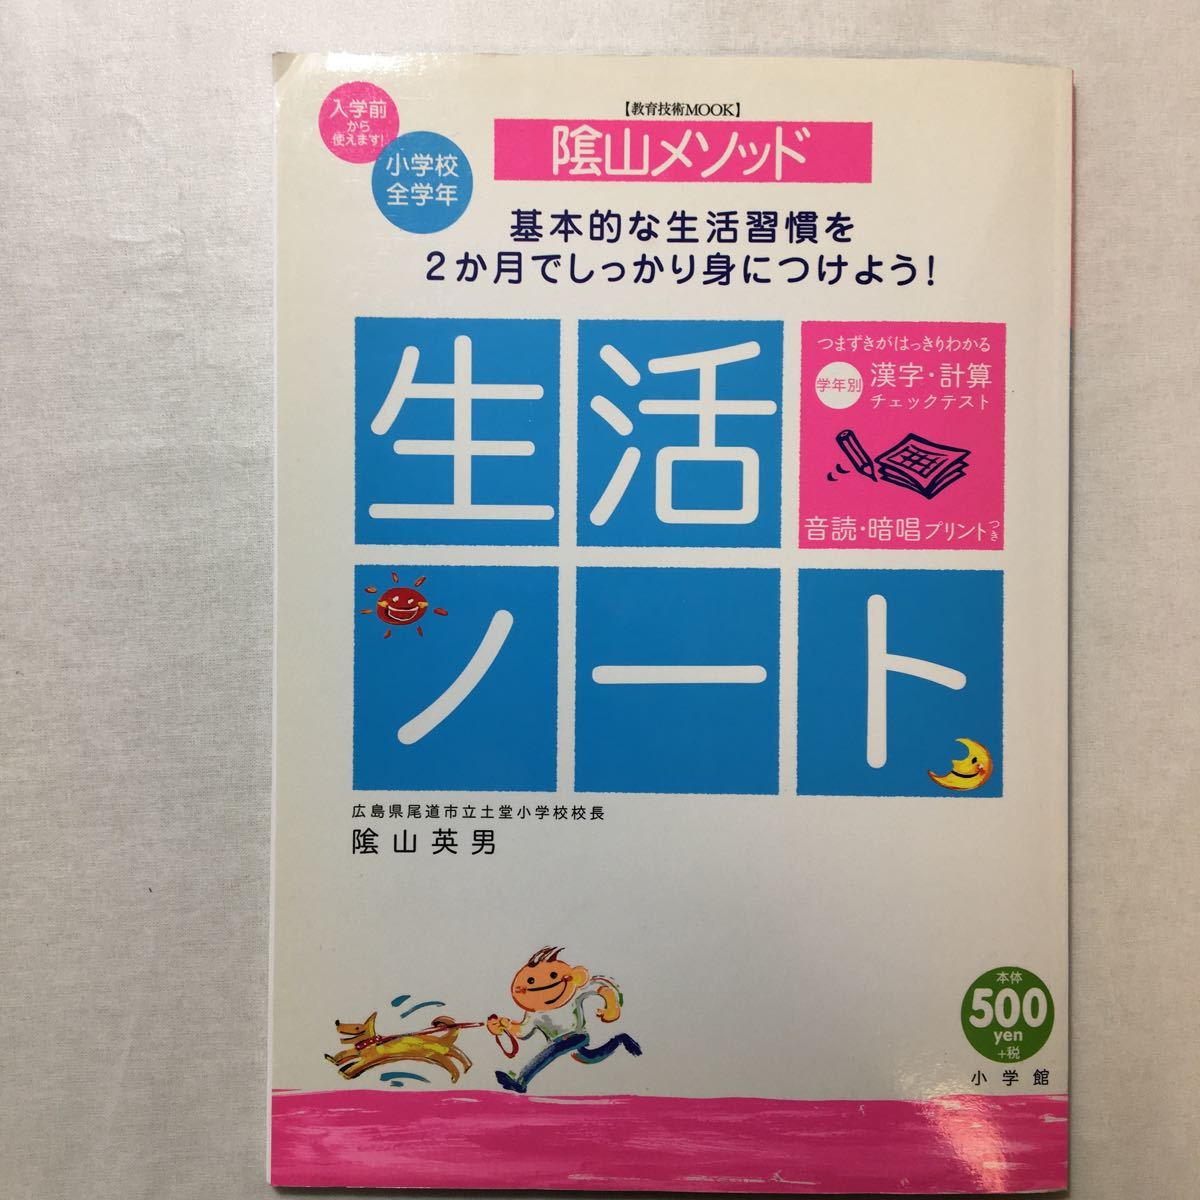 入学前
から
使えます!
小学校
全学年
【教育技術MOOK】
陰山メソッド
基本的な生活習慣を
2か月でしっかり身につけよう!
生活
つまずきがはっきりわかる
学年別
漢字・計算
チェックテスト
音読・暗唱プリントつき
ノート
広島県尾道市立土堂小学校校長
陰山英男
本体
500
yen
+税
小学館